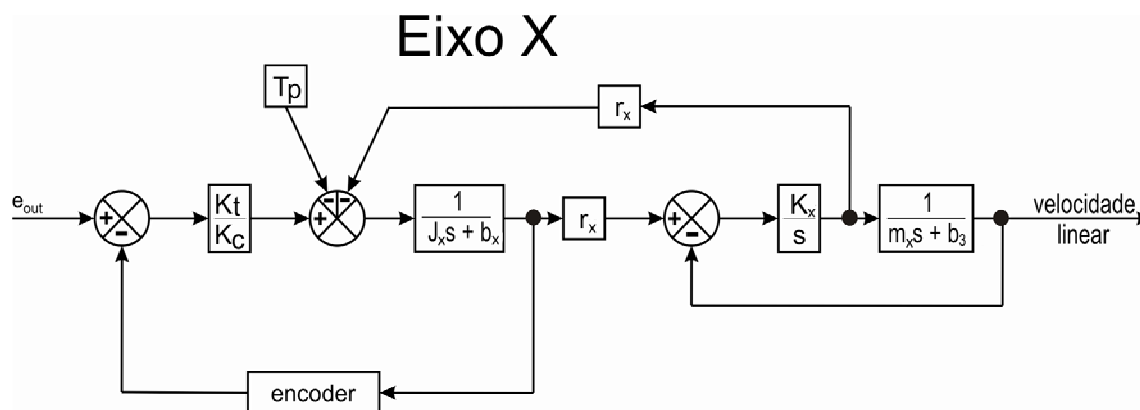 Eixo X
Tp
rₓ
eout
+
-
Kt
Kc
+
-
-
1
Jₓs + bₓ
rₓ
+
-
Kₓ
s
1
mₓs + b₃
velocidade
linear
encoder